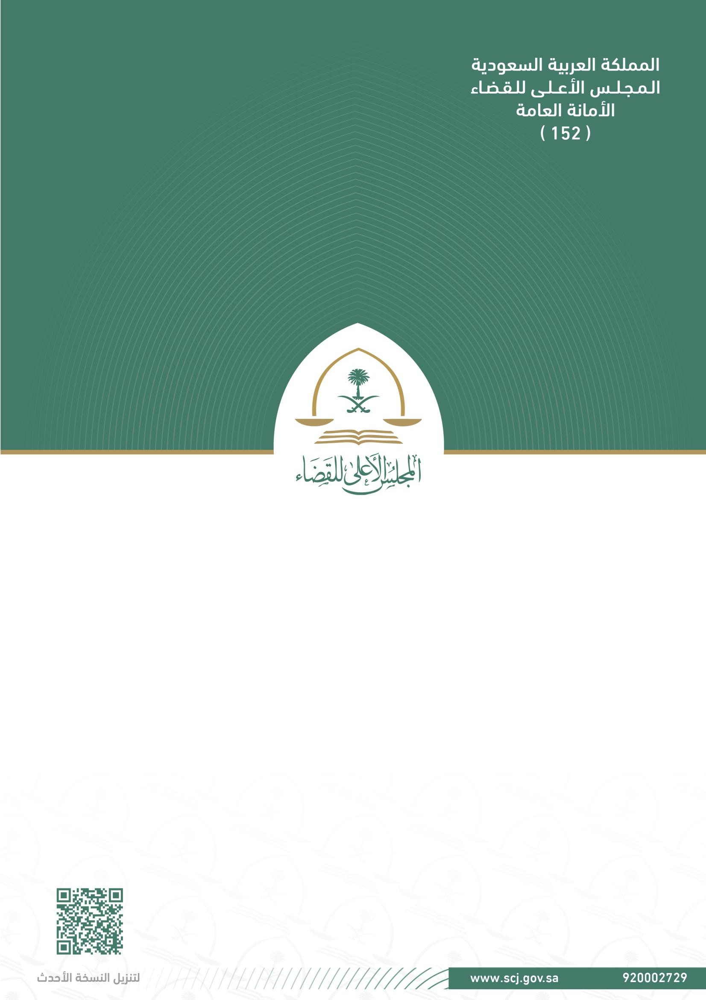 المملكة العربية السعودية
المجلس الأعلى للقضاء
الأمانة العامة
( 152 )
المجلس الأعلى للقضاء
لتنزيل النسخة الأحدث
www.scj.gov.sa
920002729